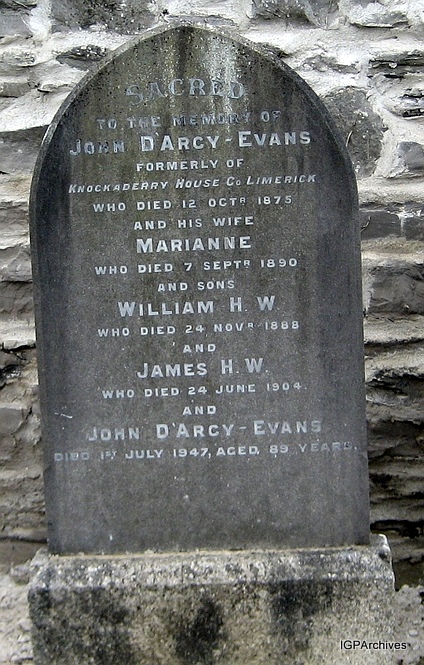 SACRED
TO THE MEMORY OF
JOHN D'ARCY-EVANS
FORMERLY OF
KNOCKADERRY HOUSE CO. LIMERICK
WHO DIED 12 OCTR 1875
AND HIS WIFE
MARIANNE
WHO DIED 7 SEPTR 1890
AND SONS
WILLIAM H. W.
WHO DIED 24 NOVR 1888
AND
JAMES H. W.
WHO DIED 24 JUNE 1904.
AND
JOHN D'ARCY-EVANS
DIED 1ST JULY 1947, AGED, 89 YEARS.
IGPArchives